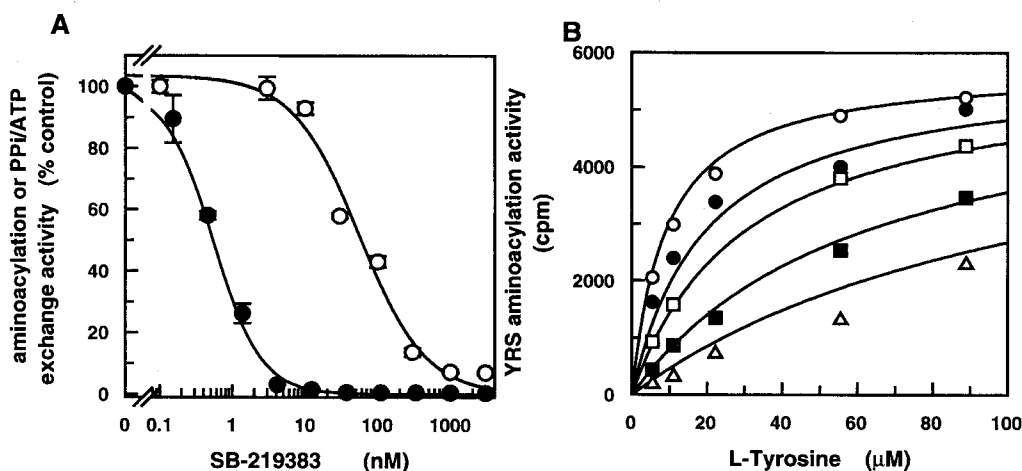 A
aminoacylation or PPi/ATP
exchange activity (% control)
100
80
60
40
20
0
0 0.1 1 10 100 1000
SB-219383 (nM)
B
YRS aminoacylation activity
(cpm)
6000
4000
2000
0
0 20 40 60 80 100
L-Tyrosine (μM)